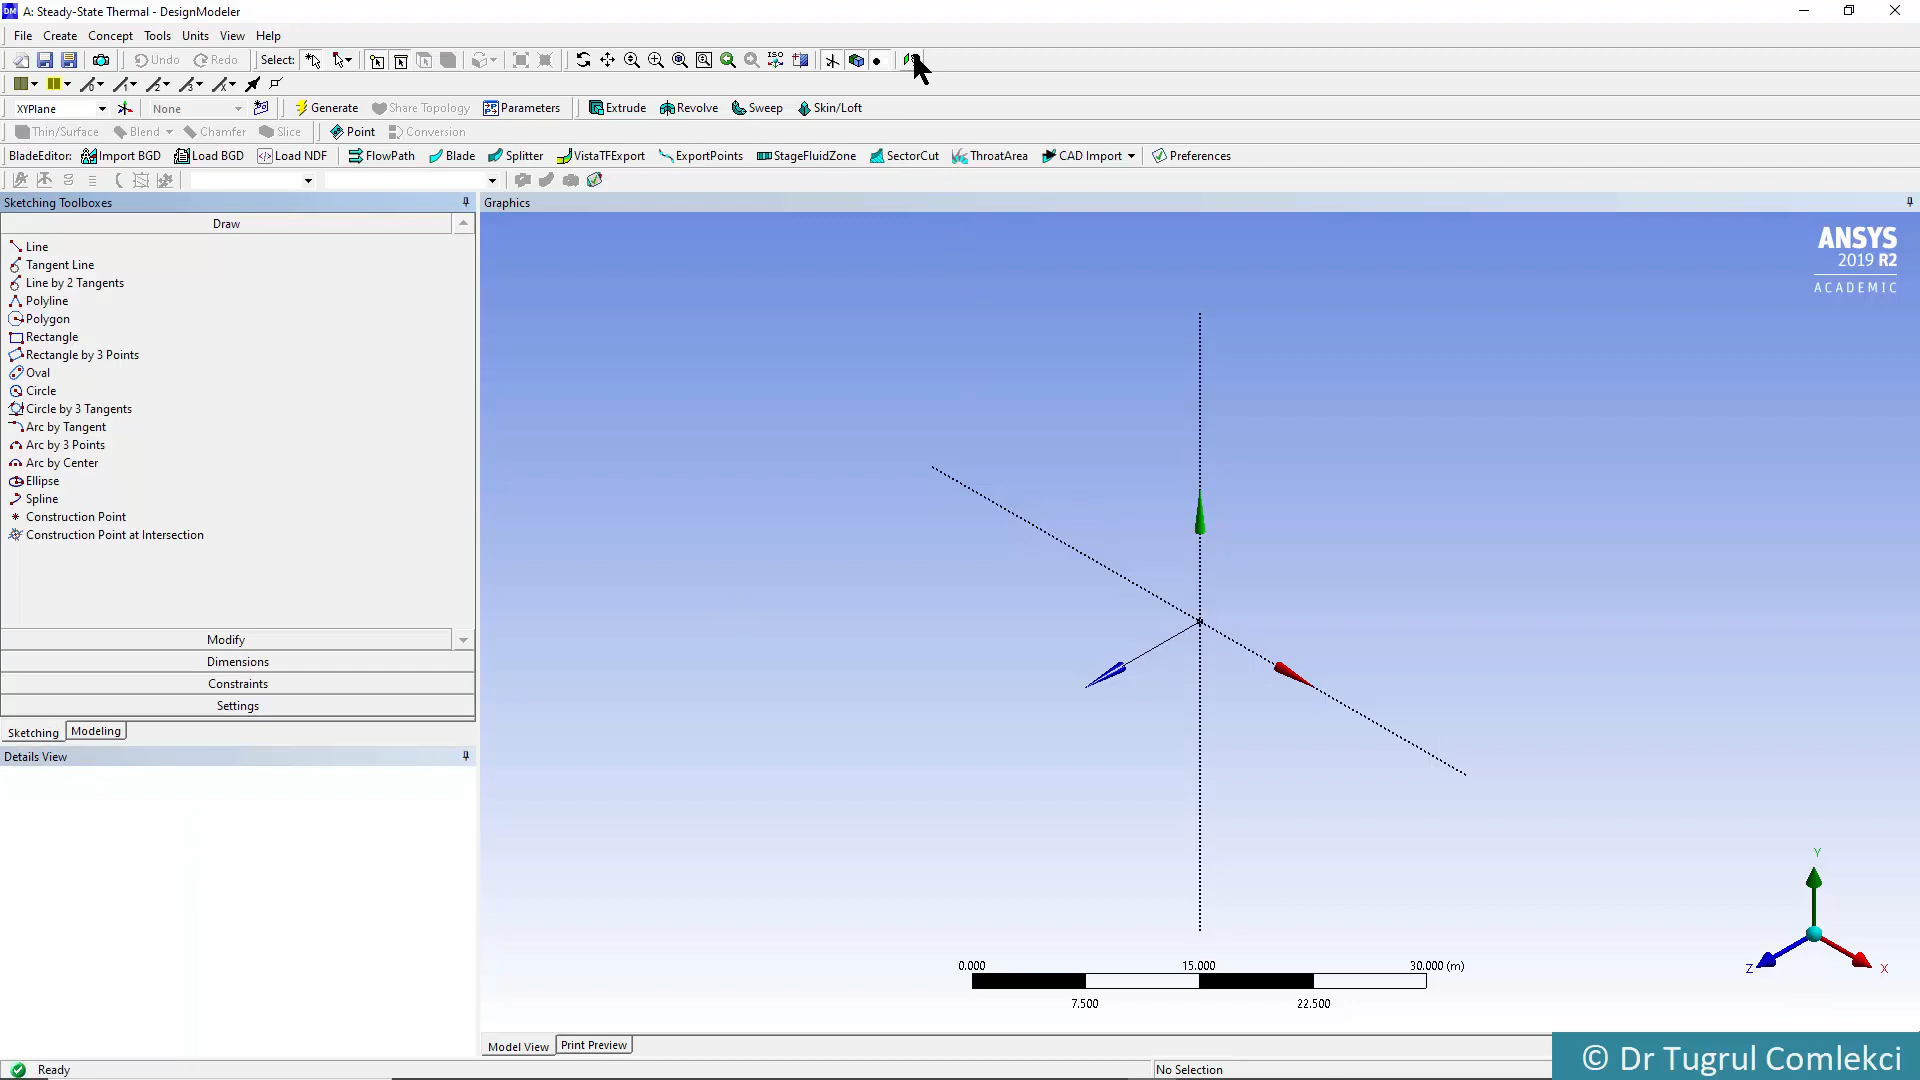 A: Steady-State Thermal - DesignModeler
File Create Concept Tools Units View Help
Undo Redo Select: ISO
XYPlane None Generate Share Topology Parameters Extrude Revolve Sweep Skin/Loft
Thin/Surface Blend Chamfer Slice Point Conversion
BladeEditor: Import BGD Load BGD Load NDF FlowPath Blade Splitter VistaTFExport ExportPoints StageFluidZone SectorCut ThroatArea CAD Import Preferences
Sketching Toolboxes
Draw
Line
Tangent Line
Line by 2 Tangents
Polyline
Polygon
Rectangle
Rectangle by 3 Points
Oval
Circle
Circle by 3 Tangents
Arc by Tangent
Arc by 3 Points
Arc by Center
Ellipse
Spline
Construction Point
Construction Point at Intersection
Modify
Dimensions
Constraints
Settings
Sketching Modeling
Details View
Graphics
ANSYS
2019 R2
ACADEMIC
Y
Z
X
0.000 15.000 30.000 (m)
7.500 22.500
Model View Print Preview
Ready No Selection
© Dr Tugrul Comlekci